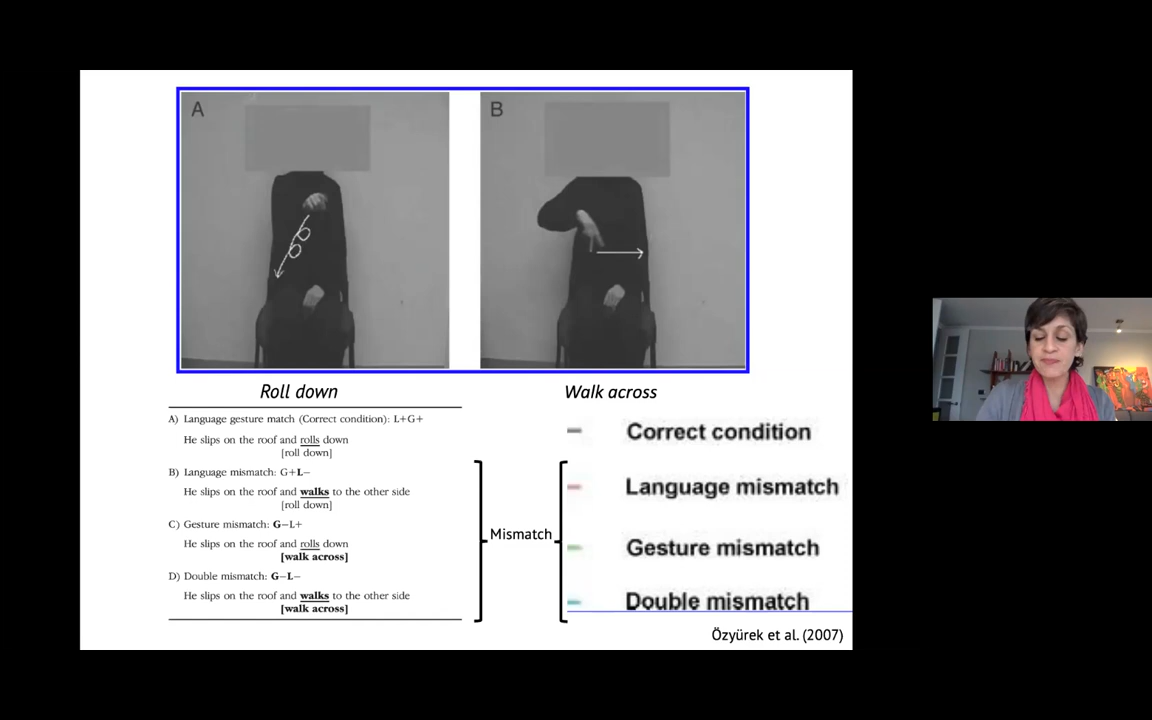 A
B
Roll down
Walk across
A) Language gesture match (Correct condition): L+G+
He slips on the roof and rolls down
[roll down]
B) Language mismatch: G+L−
He slips on the roof and walks to the other side
[roll down]
C) Gesture mismatch: G−L+
He slips on the roof and rolls down
[walk across]
D) Double mismatch: G−L−
He slips on the roof and walks to the other side
[walk across]
Mismatch
Correct condition
Language mismatch
Gesture mismatch
Double mismatch
Özyürek et al. (2007)